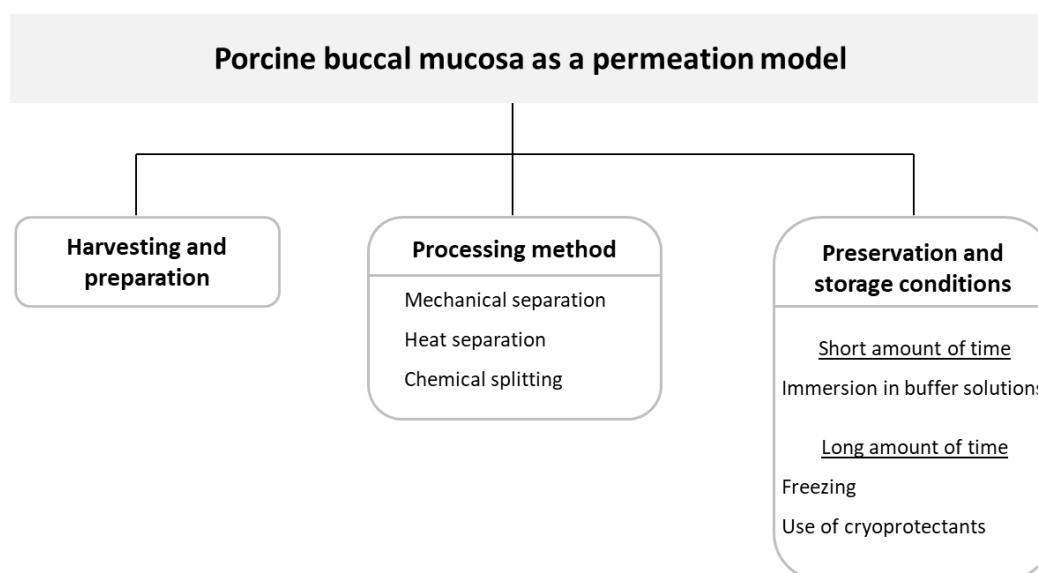 Porcine buccal mucosa as a permeation model
Harvesting and
preparation
Processing method
Mechanical separation
Heat separation
Chemical splitting
Preservation and
storage conditions
Short amount of time
Immersion in buffer solutions
Long amount of time
Freezing
Use of cryoprotectants